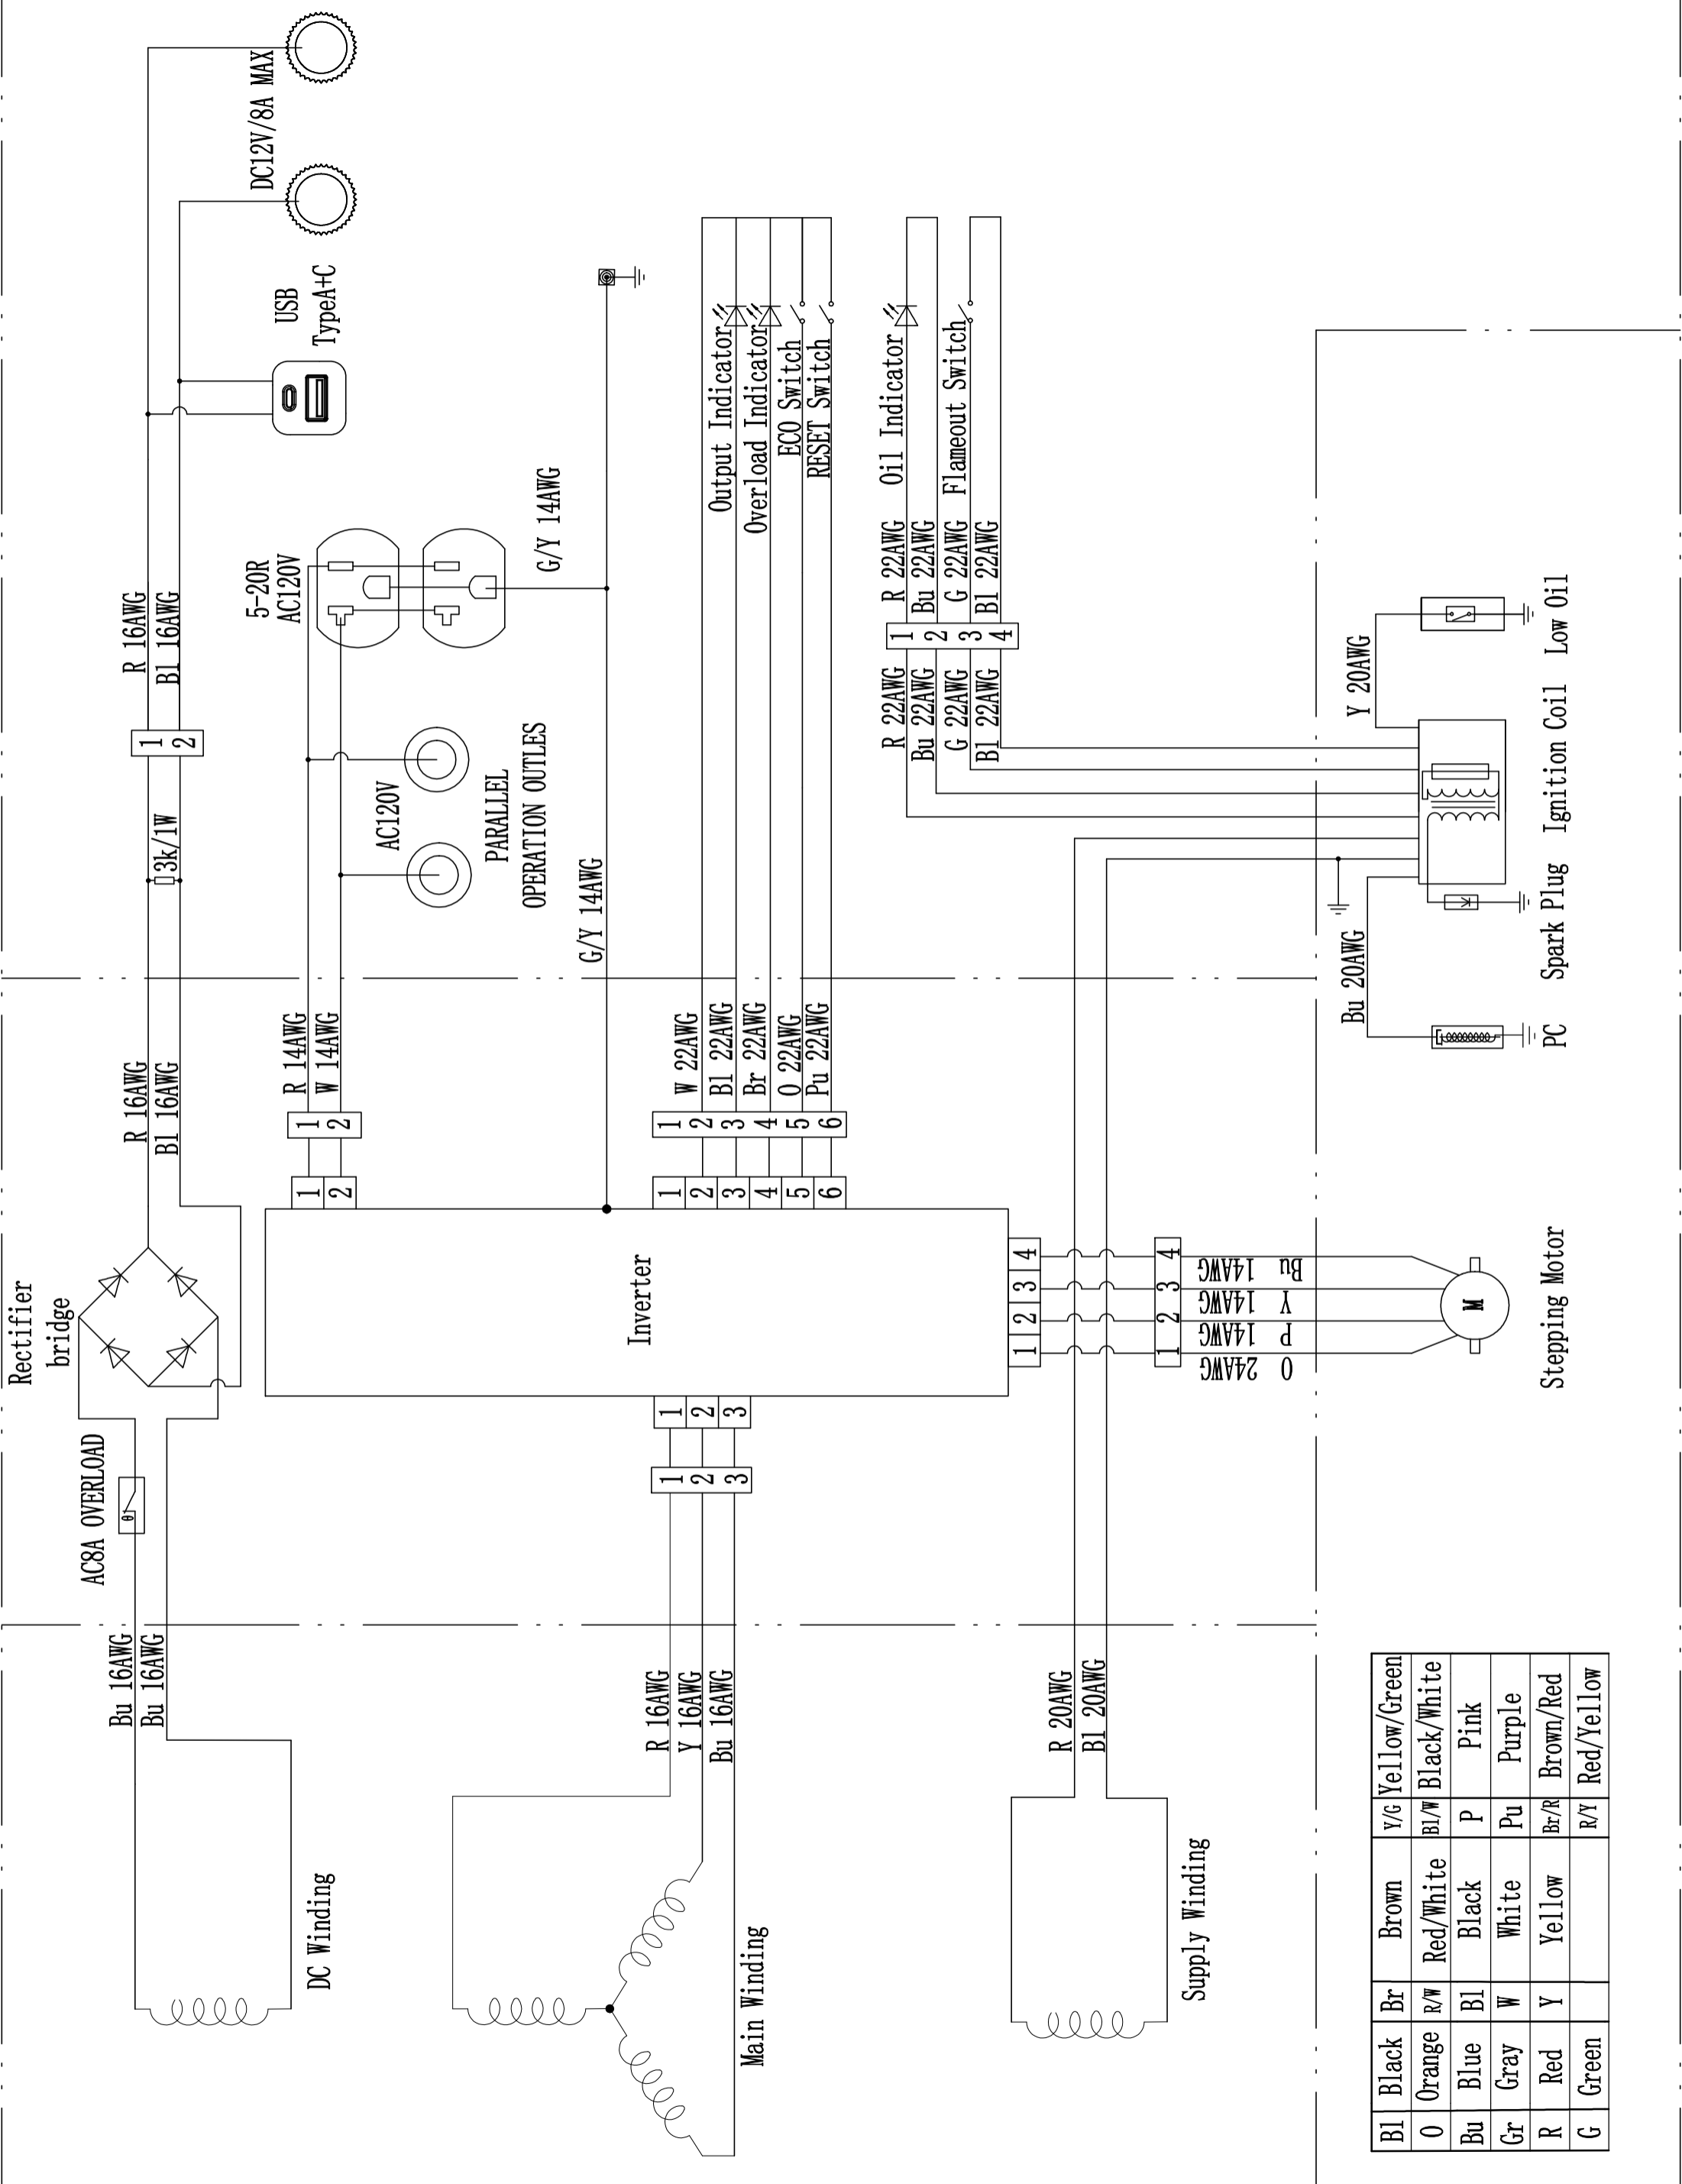 Rectifier
bridge
AC8A OVERLOAD
Bu 16AWG
Bu 16AWG
DC Winding
R 16AWG
Bl 16AWG
3k/1W
1
2
R 16AWG
Bl 16AWG
USB
TypeA+C
DC12V/8A MAX
R 14AWG
W 14AWG
1
2
1
2
AC120V
PARALLEL
OPERATION OUTLES
5-20R
AC120V
G/Y 14AWG
G/Y 14AWG
Inverter
R 16AWG
Y 16AWG
Bu 16AWG
Main Winding
1
2
3
1
2
3
1
2
3
4
5
6
1
2
3
4
5
6
W 22AWG
Bl 22AWG
Br 22AWG
O 22AWG
Pu 22AWG
Output Indicator
Overload Indicator
ECO Switch
RESET Switch
R 22AWG
Bu 22AWG
G 22AWG
Bl 22AWG
1
2
3
4
R 22AWG
Bu 22AWG
G 22AWG
Bl 22AWG
Oil Indicator
Flameout Switch
1 2 3 4
1 2 3 4
O 24AWG
P 14AWG
Y 14AWG
Bu 14AWG
M
Stepping Motor
R 20AWG
Bl 20AWG
Supply Winding
Bu 20AWG
Y 20AWG
PC
Spark Plug
Ignition Coil
Low Oil
Bl Black Br Brown Y/G Yellow/Green
O Orange R/W Red/White Bl/W Black/White
Bu Blue Bl Black P Pink
Gr Gray W White Pu Purple
R Red Y Yellow Br/R Brown/Red
G Green R/Y Red/Yellow